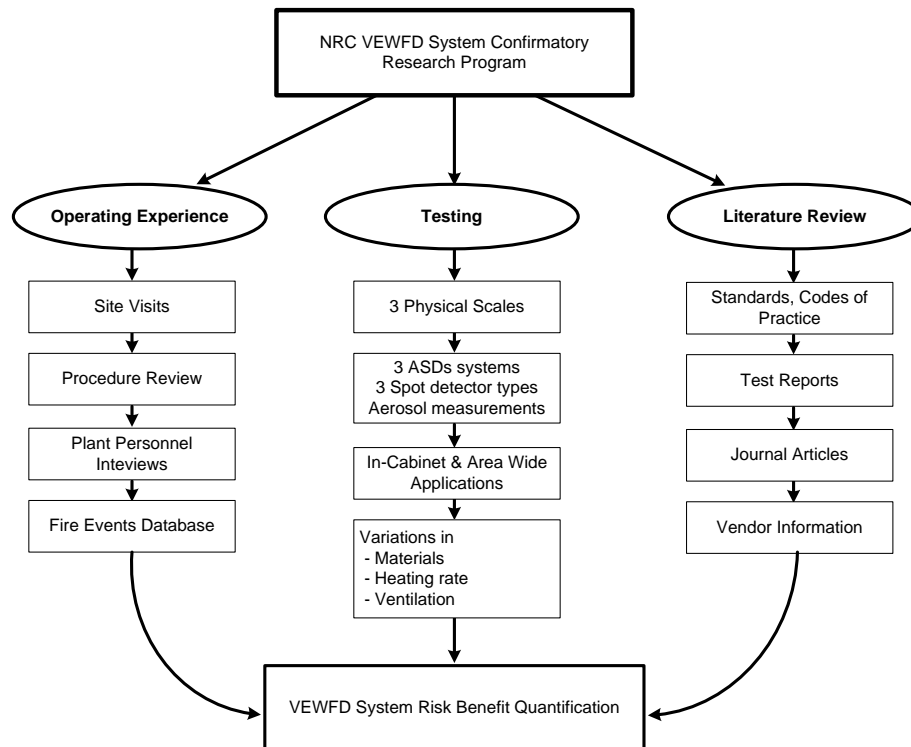 NRC VEWFD System Confirmatory
Research Program
Operating Experience
Site Visits
Procedure Review
Plant Personnel
Inteviews
Fire Events Database
Testing
3 Physical Scales
3 ASDs systems
3 Spot detector types
Aerosol measurements
In-Cabinet & Area Wide
Applications
Variations in
- Materials
- Heating rate
- Ventilation
Literature Review
Standards, Codes of
Practice
Test Reports
Journal Articles
Vendor Information
VEWFD System Risk Benefit Quantification